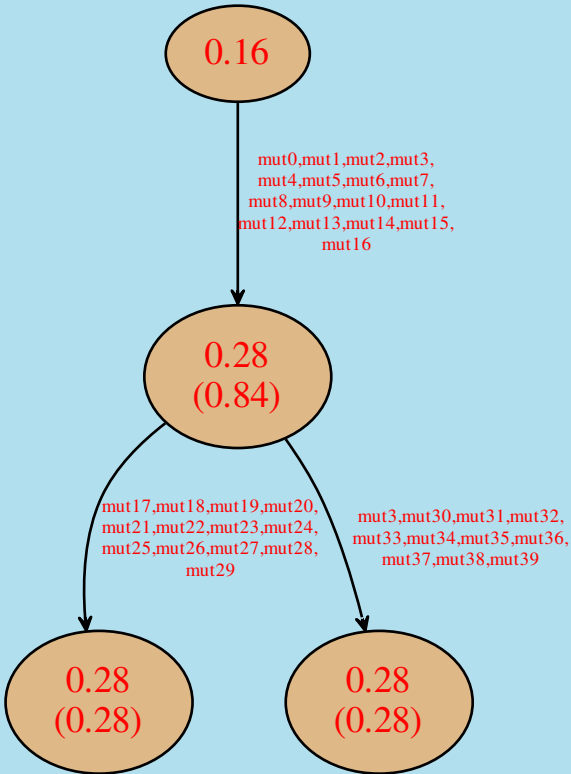 0.16
mut0,mut1,mut2,mut3,
mut4,mut5,mut6,mut7,
mut8,mut9,mut10,mut11,
mut12,mut13,mut14,mut15,
mut16
0.28
(0.84)
mut17,mut18,mut19,mut20,
mut21,mut22,mut23,mut24,
mut25,mut26,mut27,mut28,
mut29
mut3,mut30,mut31,mut32,
mut33,mut34,mut35,mut36,
mut37,mut38,mut39
0.28
(0.28)
0.28
(0.28)